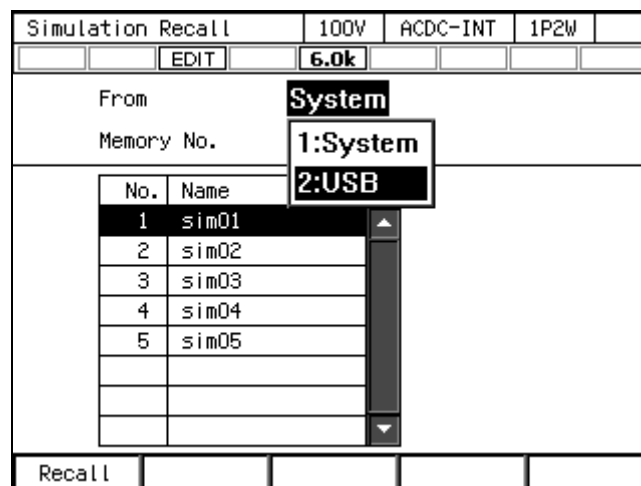 Simulation Recall 100V ACDC-INT 1P2W
EDIT 6.0k
From System
Memory No. 1:System
2:USB
No. Name
1 sim01
2 sim02
3 sim03
4 sim04
5 sim05
Recall